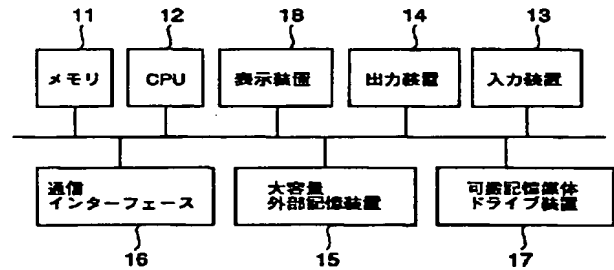 11 12 18 14 13
メモリ CPU 表示装置 出力装置 入力装置
通信 大容量 可搬記憶媒体
インターフェース 外部記憶装置 ドライブ装置
16 15 17